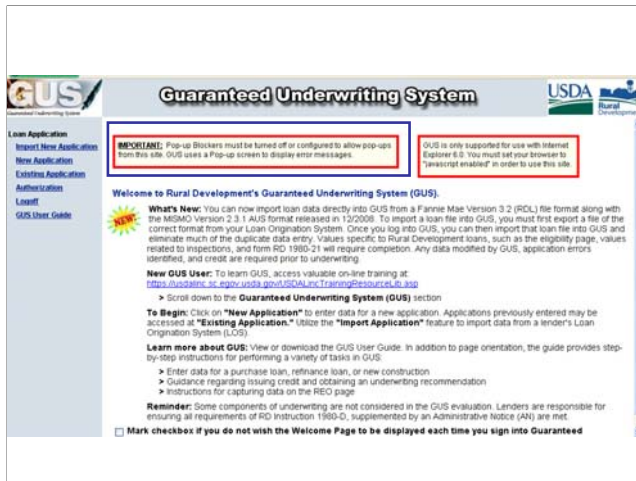 GUS
Guaranteed Underwriting System
Guaranteed Underwriting System
USDA
Rural
Development
Loan Application
Import New Application
New Application
Existing Application
Authorization
Logoff
GUS User Guide
IMPORTANT: Pop-up Blockers must be turned off or configured to allow pop-ups
from this site. GUS uses a Pop-up screen to display error messages.
GUS is only supported for use with Internet
Explorer 6.0. You must set your browser to
"javascript enabled" in order to use this site.
Welcome to Rural Development's Guaranteed Underwriting System (GUS).
NEW!
What's New: You can now import loan data directly into GUS from a Fannie Mae Version 3.2 (RDL) file format along with
the MISMO Version 2.3.1 AUS format released in 12/2008. To import a loan file into GUS, you must first export a file of the
correct format from your Loan Origination System. Once you log into GUS, you can then import that loan file into GUS and
eliminate much of the duplicate data entry. Values specific to Rural Development loans, such as the eligibility page, values
related to inspections, and form RD 1980-21 will require completion. Any data modified by GUS, application errors
identified, and credit are required prior to underwriting.
New GUS User: To learn GUS, access valuable on-line training at
https://usdalinc.sc.egov.usda.gov/USDALincTrainingResourceLib.asp
> Scroll down to the Guaranteed Underwriting System (GUS) section
To Begin: Click on "New Application" to enter data for a new application. Applications previously entered may be
accessed at "Existing Application." Utilize the "Import Application" feature to import data from a lender's Loan
Origination System (LOS).
Learn more about GUS: View or download the GUS User Guide. In addition to page orientation, the guide provides step-
by-step instructions for performing a variety of tasks in GUS:
> Enter data for a purchase loan, refinance loan, or new construction
> Guidance regarding issuing credit and obtaining an underwriting recommendation
> Instructions for capturing data on the REO page
Reminder: Some components of underwriting are not considered in the GUS evaluation. Lenders are responsible for
ensuring all requirements of RD Instruction 1980-D, supplemented by an Administrative Notice (AN) are met.
Mark checkbox if you do not wish the Welcome Page to be displayed each time you sign into Guaranteed